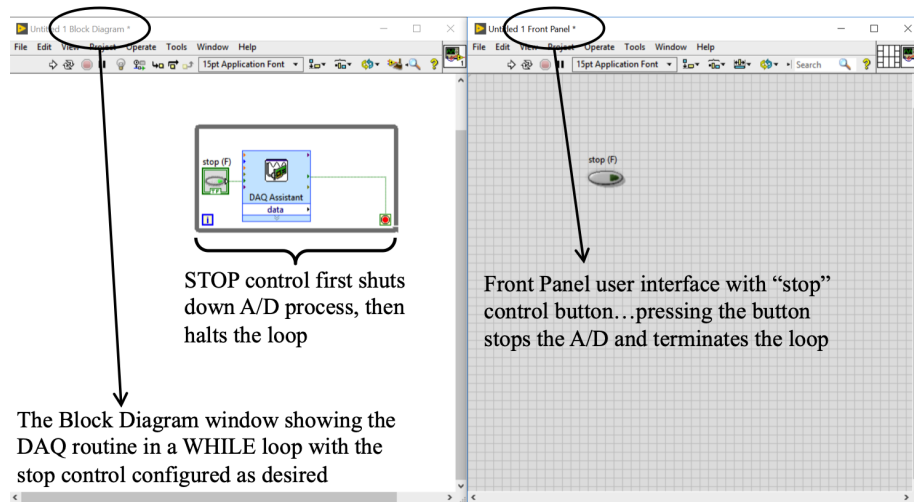 Untitled 1 Block Diagram *
File Edit View Project Operate Tools Window Help
15pt Application Font
1
stop (F)
DAQ Assistant
data
i
STOP control first shuts
down A/D process, then
halts the loop
The Block Diagram window showing the
DAQ routine in a WHILE loop with the
stop control configured as desired
Untitled 1 Front Panel *
File Edit View Project Operate Tools Window Help
15pt Application Font
Search
stop (F)
Front Panel user interface with “stop”
control button…pressing the button
stops the A/D and terminates the loop